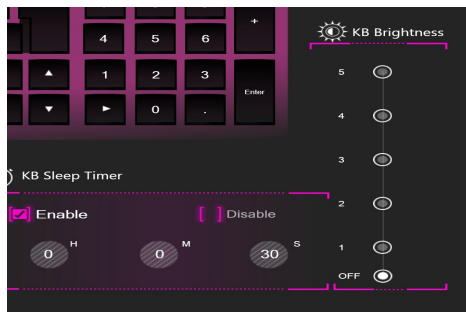 +
KB Brightness
4 5 6
5
1 2 3
Enter
4
0 .
3
KB Sleep Timer
2
Enable Disable
0 H 0 M 30 S
1
OFF